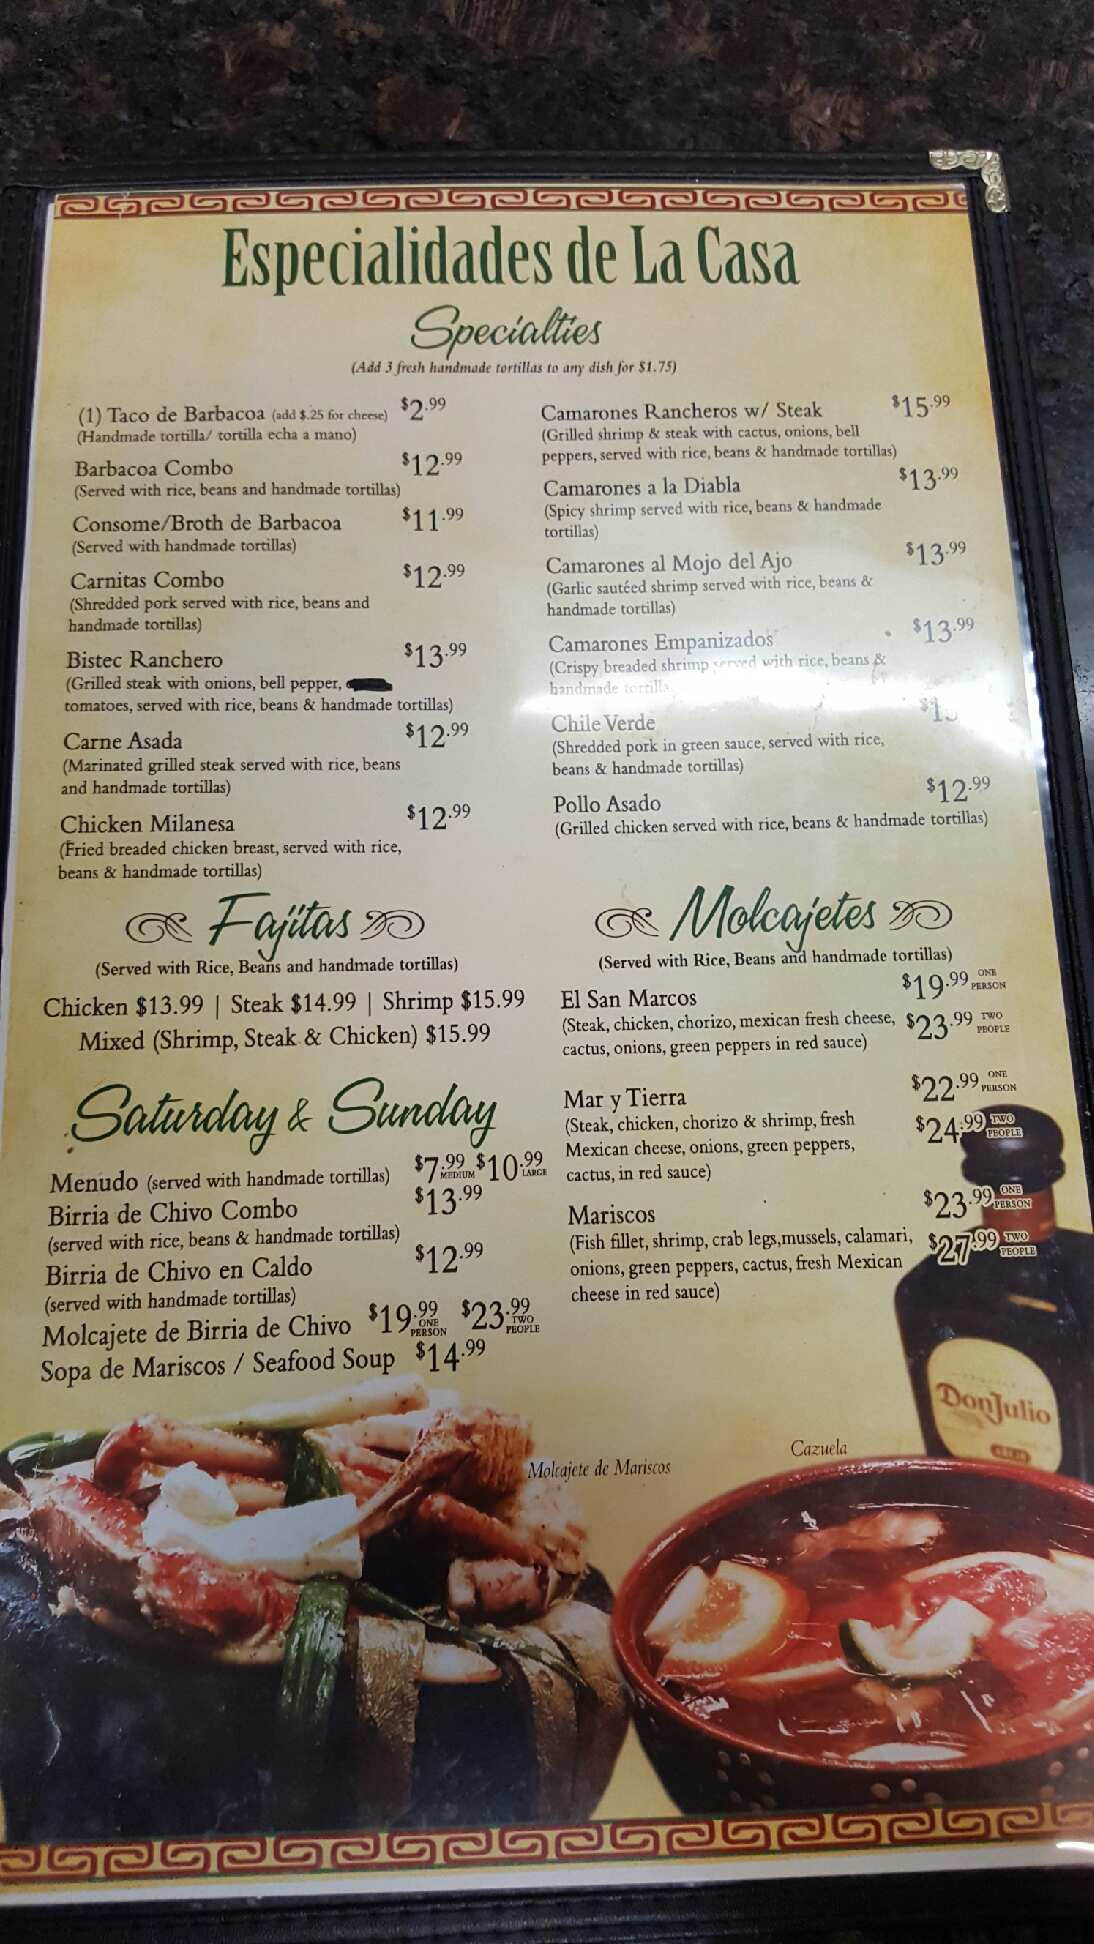 Especialidades de La Casa
Specialties
(Add 3 fresh handmade tortillas to any dish for $1.75)
(1) Taco de Barbacoa (add $.25 for cheese) $2.99
(Handmade tortilla/ tortilla echa a mano)
Barbacoa Combo $12.99
(Served with rice, beans and handmade tortillas)
Consome/Broth de Barbacoa $11.99
(Served with handmade tortillas)
Carnitas Combo $12.99
(Shredded pork served with rice, beans and
handmade tortillas)
Bistec Ranchero $13.99
(Grilled steak with onions, bell pepper,
tomatoes, served with rice, beans & handmade tortillas)
Carne Asada $12.99
(Marinated grilled steak served with rice, beans
and handmade tortillas)
Chicken Milanesa $12.99
(Fried breaded chicken breast, served with rice,
beans & handmade tortillas)
Camarones Rancheros w/ Steak $15.99
(Grilled shrimp & steak with cactus, onions, bell
peppers, served with rice, beans & handmade tortillas)
Camarones a la Diabla $13.99
(Spicy shrimp served with rice, beans & handmade
tortillas)
Camarones al Mojo del Ajo $13.99
(Garlic sautéed shrimp served with rice, beans &
handmade tortillas)
Camarones Empanizados $13.99
(Crispy breaded shrimp served with rice, beans &
handmade
Chile Verde
(Shredded pork in green sauce, served with rice,
beans & handmade tortillas)
Pollo Asado $12.99
(Grilled chicken served with rice, beans & handmade tortillas)
Fajitas
(Served with Rice, Beans and handmade tortillas)
Chicken $13.99 | Steak $14.99 | Shrimp $15.99
Mixed (Shrimp, Steak & Chicken) $15.99
Saturday & Sunday
Menudo (served with handmade tortillas) $7.99 MEDIUM $10.99 LARGE
Birria de Chivo Combo $13.99
(served with rice, beans & handmade tortillas)
Birria de Chivo en Caldo $12.99
(served with handmade tortillas)
Molcajete de Birria de Chivo $19.99 ONE PERSON $23.99 TWO PEOPLE
Sopa de Mariscos / Seafood Soup $14.99
Molcajetes
(Served with Rice, Beans and handmade tortillas)
El San Marcos $19.99 ONE PERSON
(Steak, chicken, chorizo, mexican fresh cheese, $23.99 TWO PEOPLE
cactus, onions, green peppers in red sauce)
Mar y Tierra $22.99 ONE PERSON
(Steak, chicken, chorizo & shrimp, fresh $24.99 TWO PEOPLE
Mexican cheese, onions, green peppers,
cactus, in red sauce)
Mariscos $23.99 ONE PERSON
(Fish fillet, shrimp, crab legs,mussels, calamari, $27.99 TWO PEOPLE
onions, green peppers, cactus, fresh Mexican
cheese in red sauce)
Don Julio
Molcajete de Mariscos
Cazuela